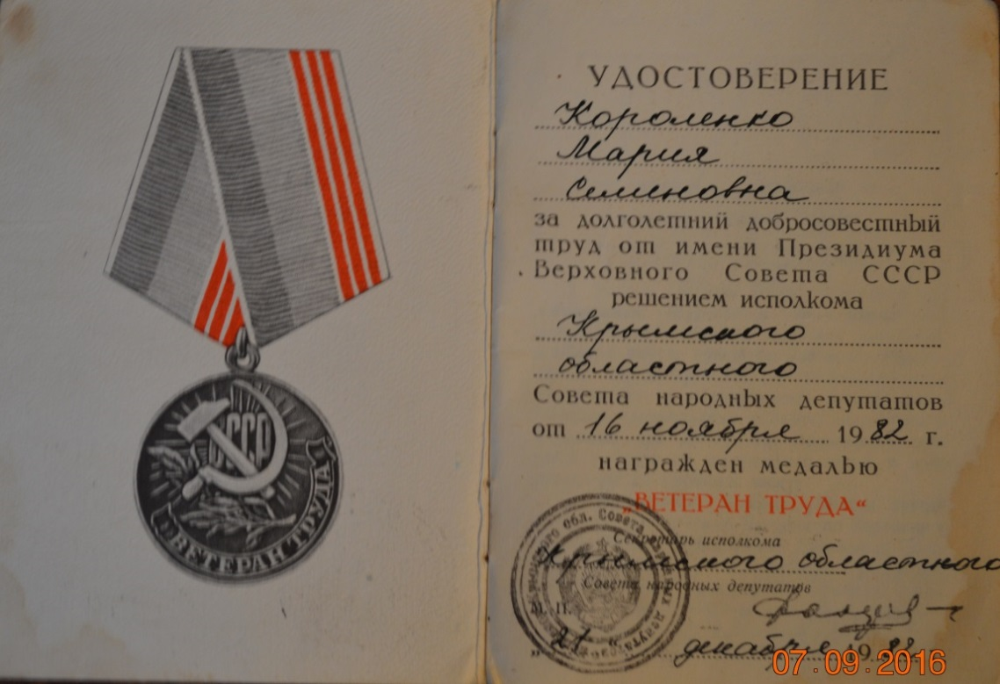 СССР
ВЕТЕРАН ТРУДА
УДОСТОВЕРЕНИЕ
Короленко
Мария
Семеновна
за долголетний добросовестный
труд от имени Президиума
Верховного Совета СССР
решением исполкома
Крымского
областного
Совета народных депутатов
от 16 ноября 1982 г.
награжден медалью
„ВЕТЕРАН ТРУДА“
Секретарь исполкома
Крымского областного
Совета народных депутатов
М. П.
„ 21 “ декабря 1982
07.09.2016